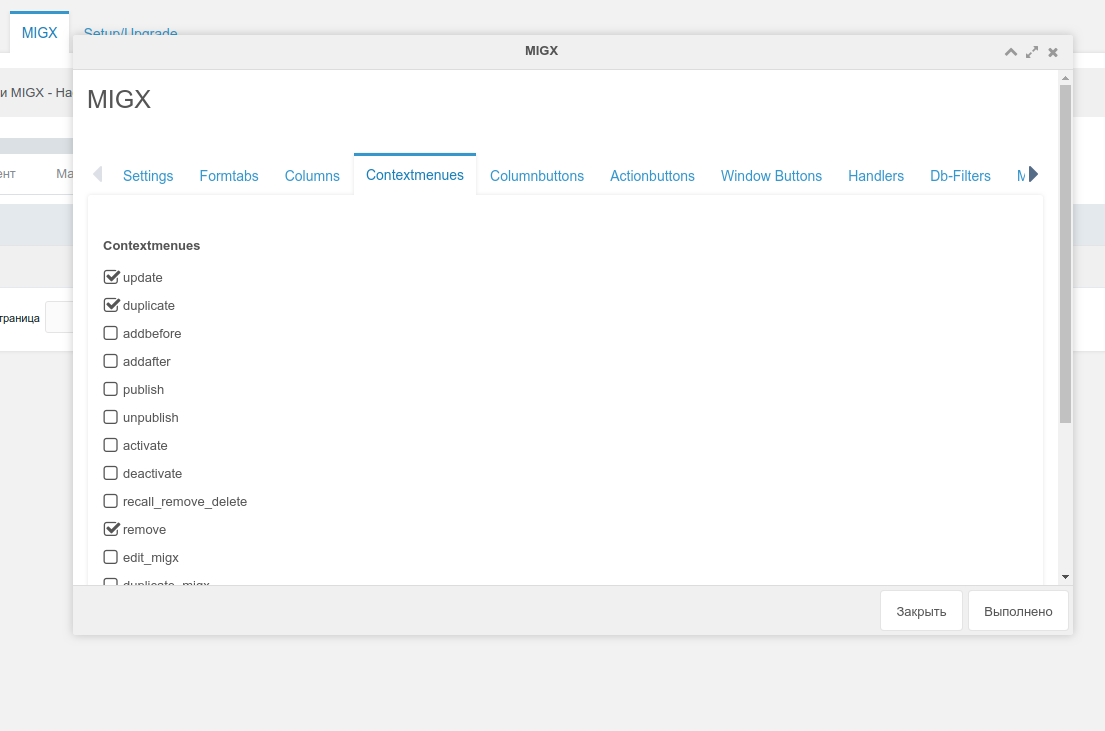 MIGX
Setup/Upgrade
MIGX
и MIGX - На
MIGX
ент
Ма
Settings
Formtabs
Columns
Contextmenues
Columnbuttons
Actionbuttons
Window Buttons
Handlers
Db-Filters
Contextmenues
update
duplicate
addbefore
траница
addafter
publish
unpublish
activate
deactivate
recall_remove_delete
remove
edit_migx
duplicate_migx
Закрыть
Выполнено